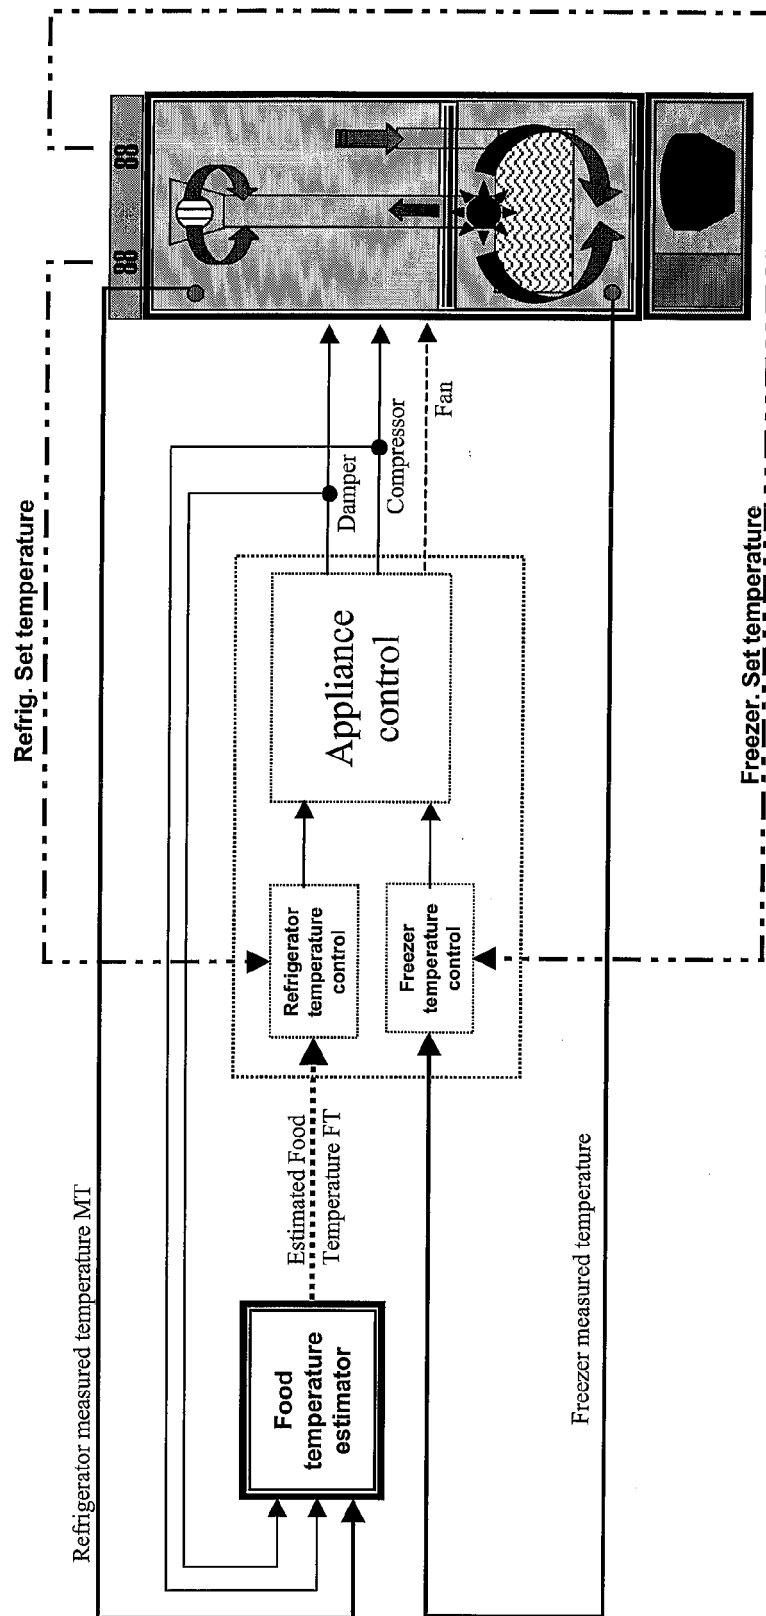 Refrigerator measured temperature MT
Refrig. Set temperature
88
88
Food
temperature
estimator
Estimated Food
Temperature FT
Refrigerator
temperature
control
Freezer
temperature
control
Appliance
control
Damper
Compressor
Fan
Freezer measured temperature
Freezer. Set temperature